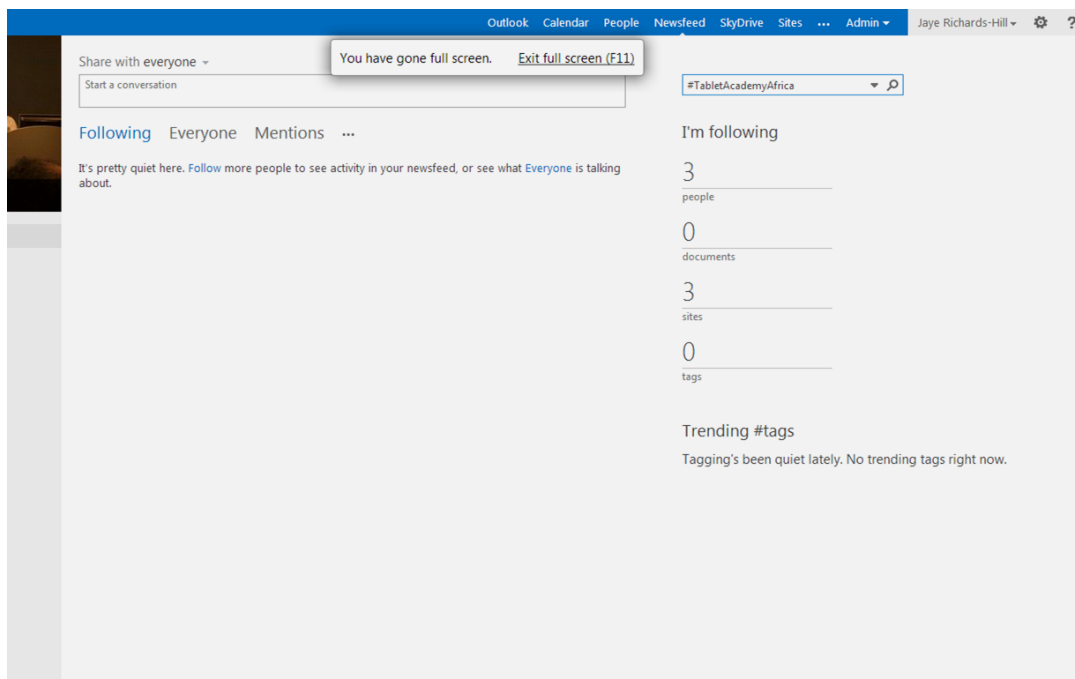 Outlook Calendar People Newsfeed SkyDrive Sites ... Admin Jaye Richards-Hill ?
You have gone full screen. Exit full screen (F11)
Share with everyone
Start a conversation
#TabletAcademyAfrica
Following Everyone Mentions ...
It's pretty quiet here. Follow more people to see activity in your newsfeed, or see what Everyone is talking
about.
I'm following
3
people
0
documents
3
sites
0
tags
Trending #tags
Tagging's been quiet lately. No trending tags right now.